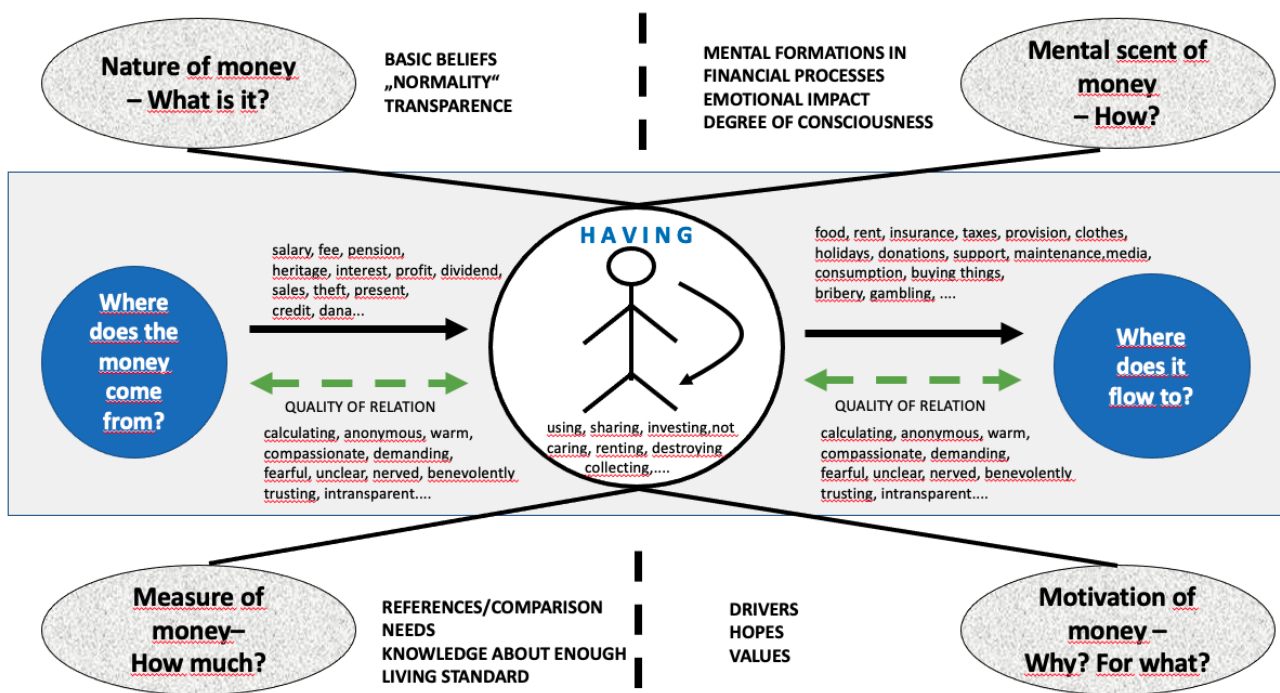 Nature of money
– What is it?
BASIC BELIEFS
„NORMALITY“
TRANSPARENCE
MENTAL FORMATIONS IN
FINANCIAL PROCESSES
EMOTIONAL IMPACT
DEGREE OF CONSCIOUSNESS
Mental scent of
money
– How?
Where
does the
money
come
from?
salary, fee, pension,
heritage, interest, profit, dividend,
sales, theft, present,
credit, dana...
QUALITY OF RELATION
calculating, anonymous, warm,
compassionate, demanding,
fearful, unclear, nerved, benevolently
trusting, intransparent....
HAVING
using, sharing, investing,not
caring, renting, destroying
collecting,....
food, rent, insurance, taxes, provision, clothes,
holidays, donations, support, maintenance,media,
consumption, buying things,
bribery, gambling, ....
QUALITY OF RELATION
calculating, anonymous, warm,
compassionate, demanding,
fearful, unclear, nerved, benevolently
trusting, intransparent....
Where
does it
flow to?
Measure of
money–
How much?
REFERENCES/COMPARISON
NEEDS
KNOWLEDGE ABOUT ENOUGH
LIVING STANDARD
DRIVERS
HOPES
VALUES
Motivation of
money –
Why? For what?